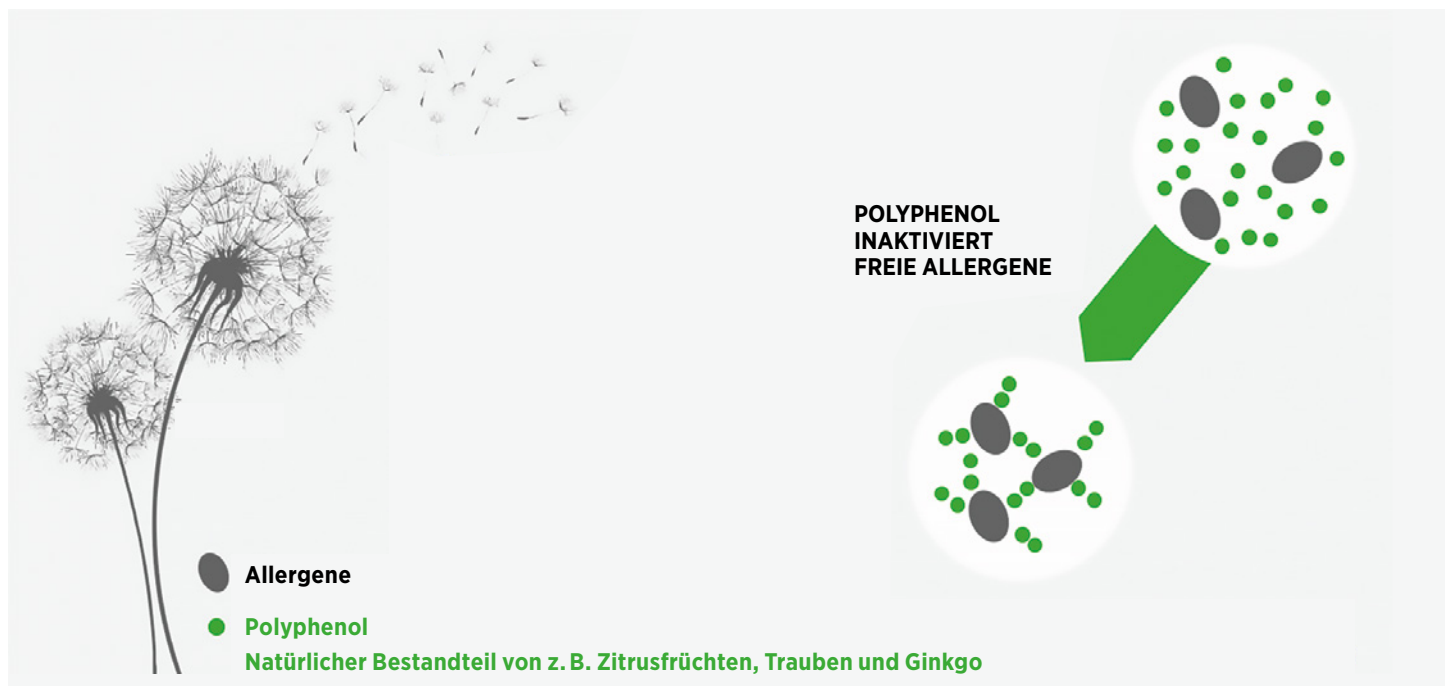 POLYPHENOL
INAKTIVIERT
FREIE ALLERGENE
Allergene
Polyphenol
Natürlicher Bestandteil von z. B. Zitrusfrüchten, Trauben und Ginkgo